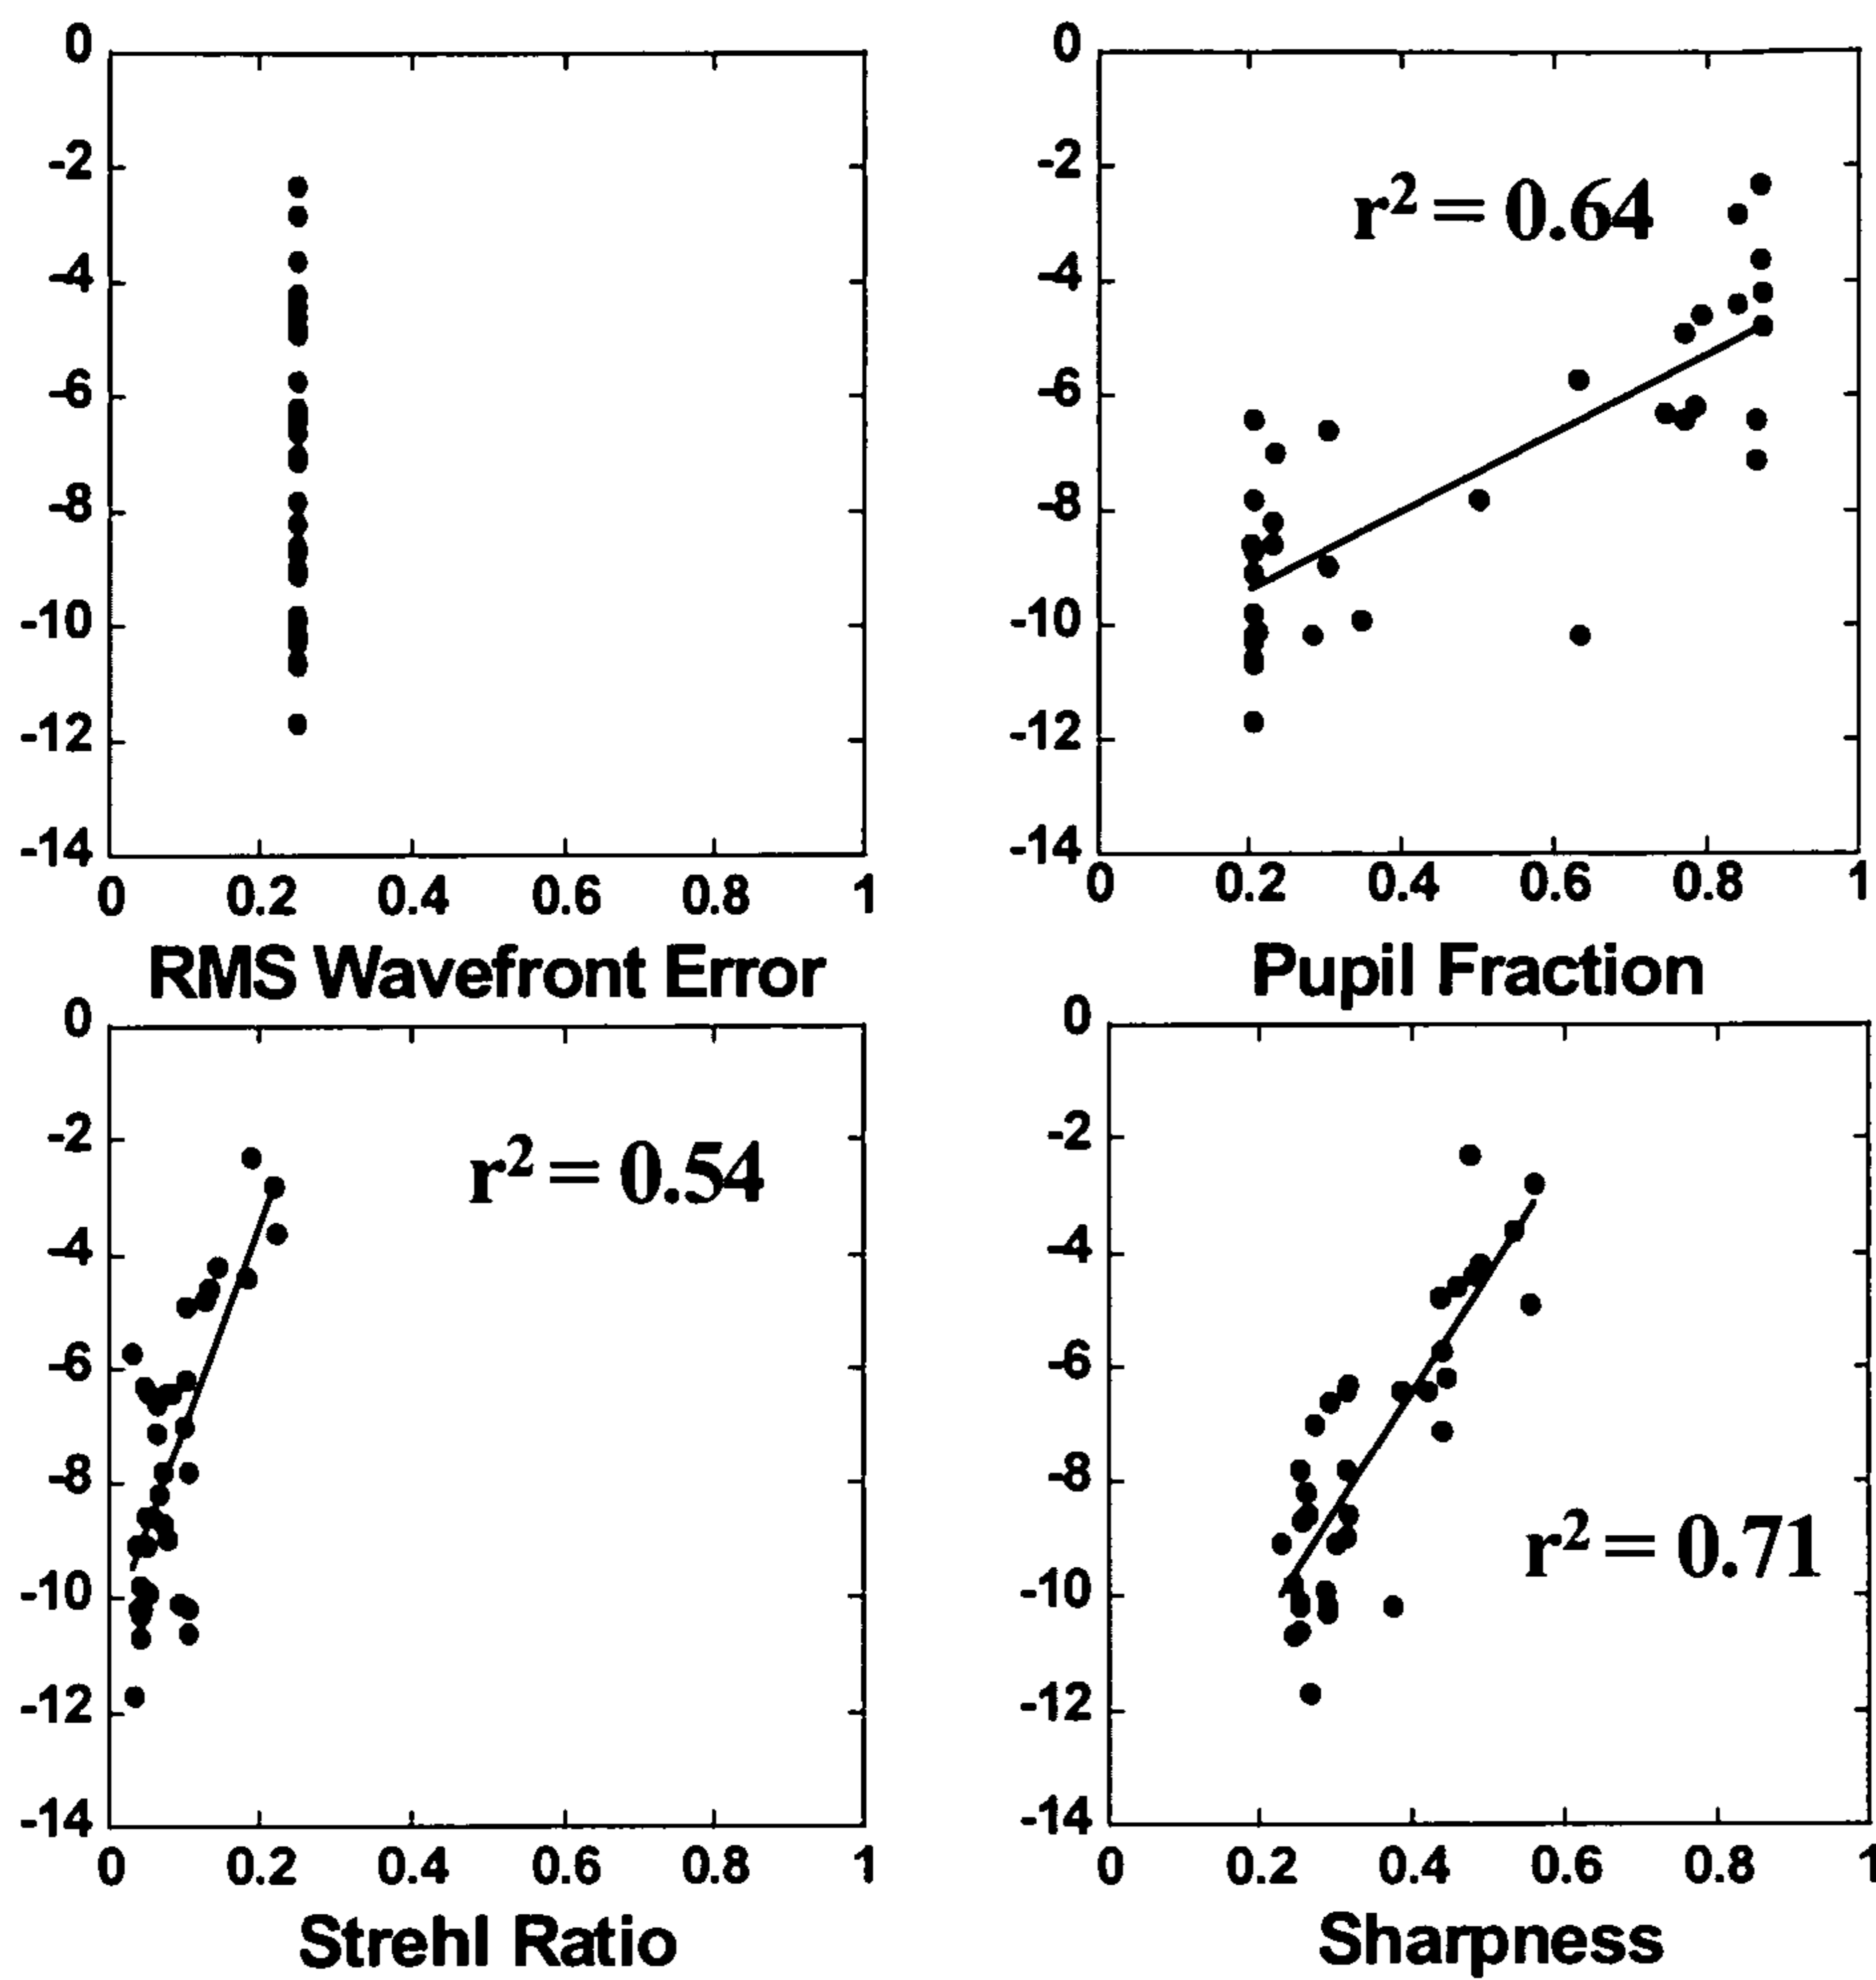 0
-2
-4
-6
-8
-10
-12
-14
0 0.2 0.4 0.6 0.8 1
RMS Wavefront Error
0
-2
r² = 0.64
-4
-6
-8
-10
-12
-14
0 0.2 0.4 0.6 0.8 1
Pupil Fraction
0
-2
r² = 0.54
-4
-6
-8
-10
-12
-14
0 0.2 0.4 0.6 0.8 1
Strehl Ratio
0
-2
-4
-6
-8
r² = 0.71
-10
-12
-14
0 0.2 0.4 0.6 0.8 1
Sharpness